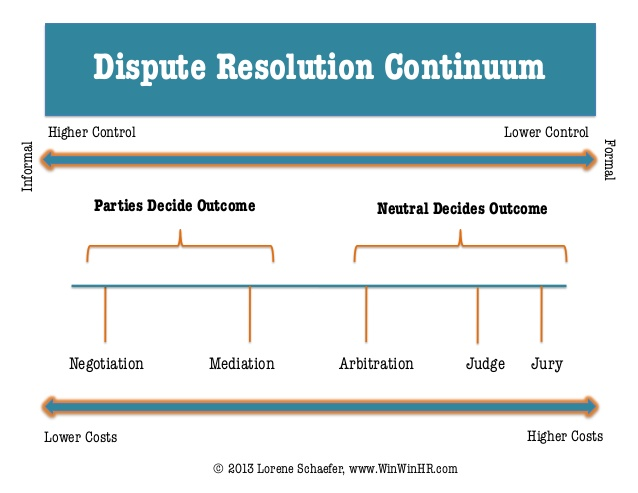 Dispute Resolution Continuum
Higher Control
Lower Control
Informal
Formal
Parties Decide Outcome
Neutral Decides Outcome
Negotiation
Mediation
Arbitration
Judge
Jury
Lower Costs
Higher Costs
© 2013 Lorene Schaefer, www.WinWinHR.com